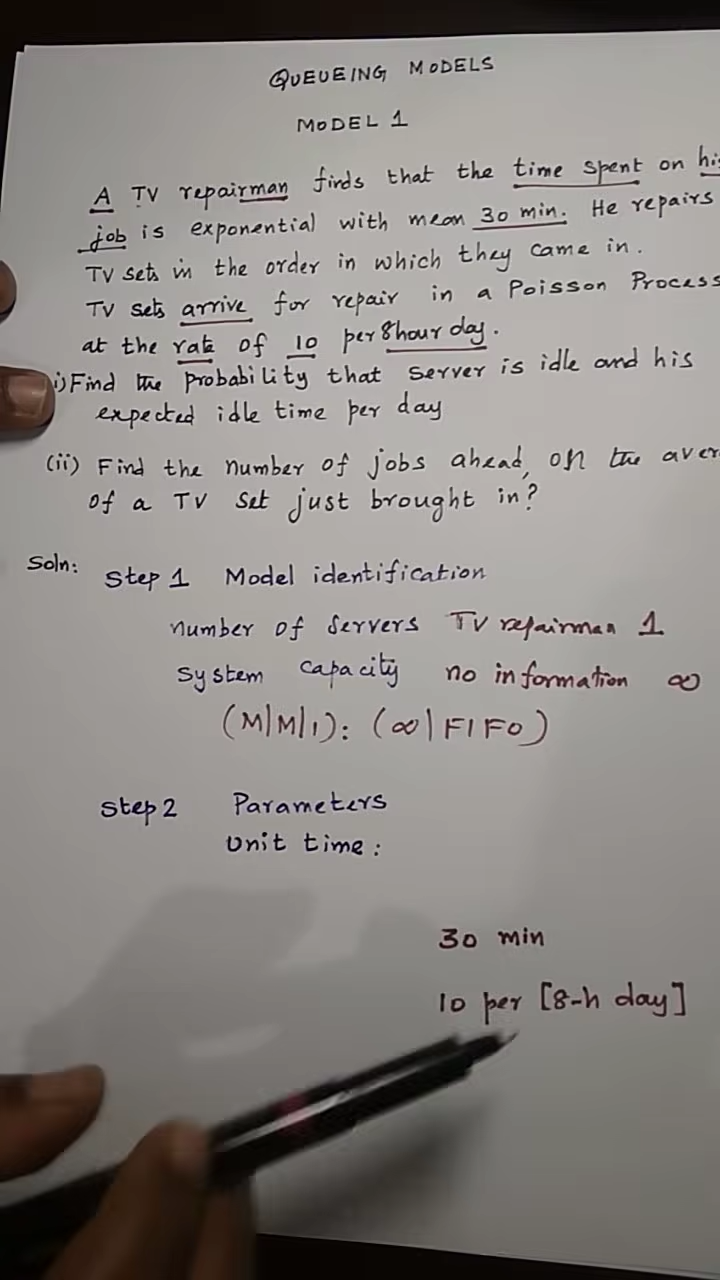 QUEUEING MODELS
MODEL 1
A TV repairman finds that the time spent on
job is exponential with mean 30 min. He repairs
TV sets in the order in which they came in.
TV sets arrive for repair in a Poisson Process
at the rate of 10 per 8hour day.
i) Find the probability that server is idle and his
expected idle time per day
(ii) Find the number of jobs ahead, on the
of a TV set just brought in?
Soln: Step 1 Model identification
number of servers TV repairman 1
System capacity no information ∞
(M|M|1): (∞|FIFO)
Step 2 Parameters
Unit time:
30 min
10 per [8-h day]